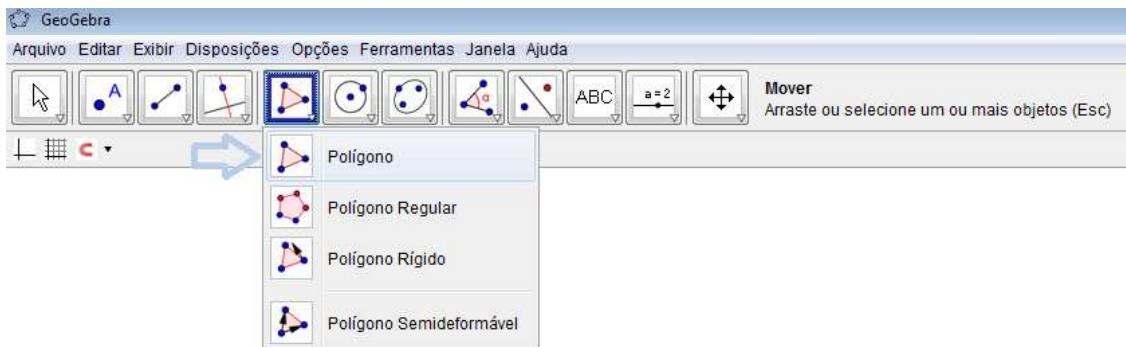 GeoGebra
Arquivo Editar Exibir Disposições Opções Ferramentas Janela Ajuda
A
α
ABC
a = 2
Mover
Arraste ou selecione um ou mais objetos (Esc)
Polígono
Polígono Regular
Polígono Rígido
Polígono Semideformável